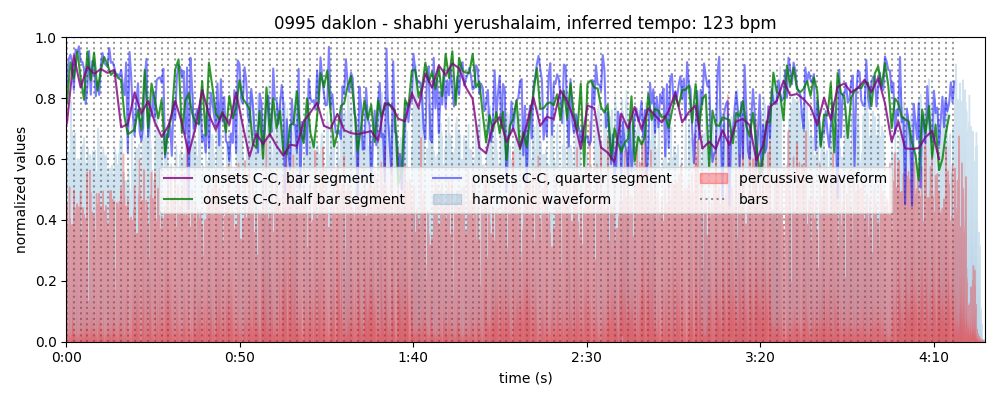 0995 daklon - shabhi yerushalaim, inferred tempo: 123 bpm
1.0
0.8
0.6
0.4
0.2
0.0
normalized values
onsets C-C, bar segment
onsets C-C, half bar segment
onsets C-C, quarter segment
harmonic waveform
percussive waveform
bars
0:00 0:50 1:40 2:30 3:20 4:10
time (s)